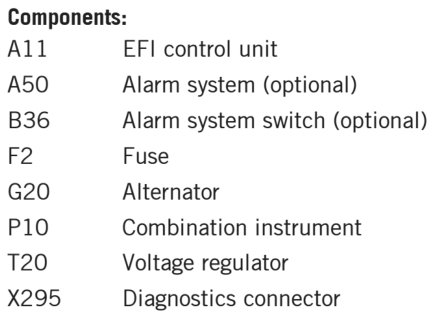 Components:
A11 EFI control unit
A50 Alarm system (optional)
B36 Alarm system switch (optional)
F2 Fuse
G20 Alternator
P10 Combination instrument
T20 Voltage regulator
X295 Diagnostics connector